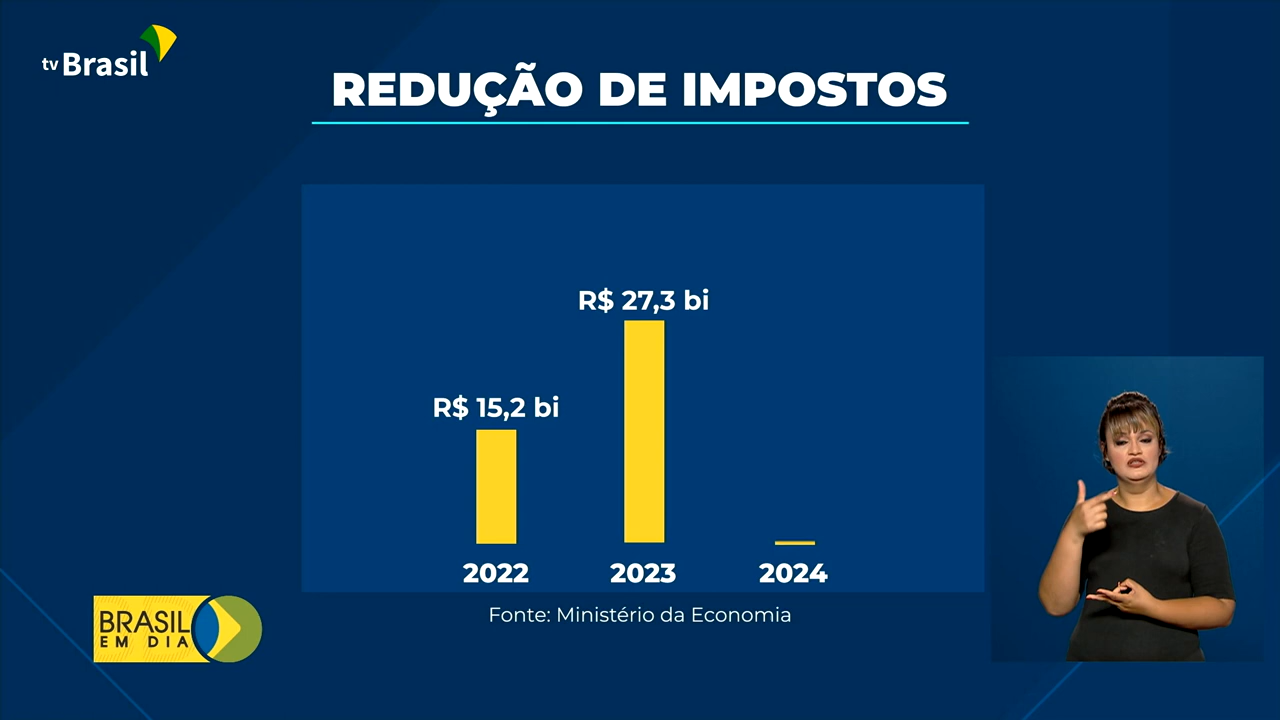 tv Brasil
REDUÇÃO DE IMPOSTOS
R$ 27,3 bi
R$ 15,2 bi
2022 2023 2024
Fonte: Ministério da Economia
BRASIL
EM DIA